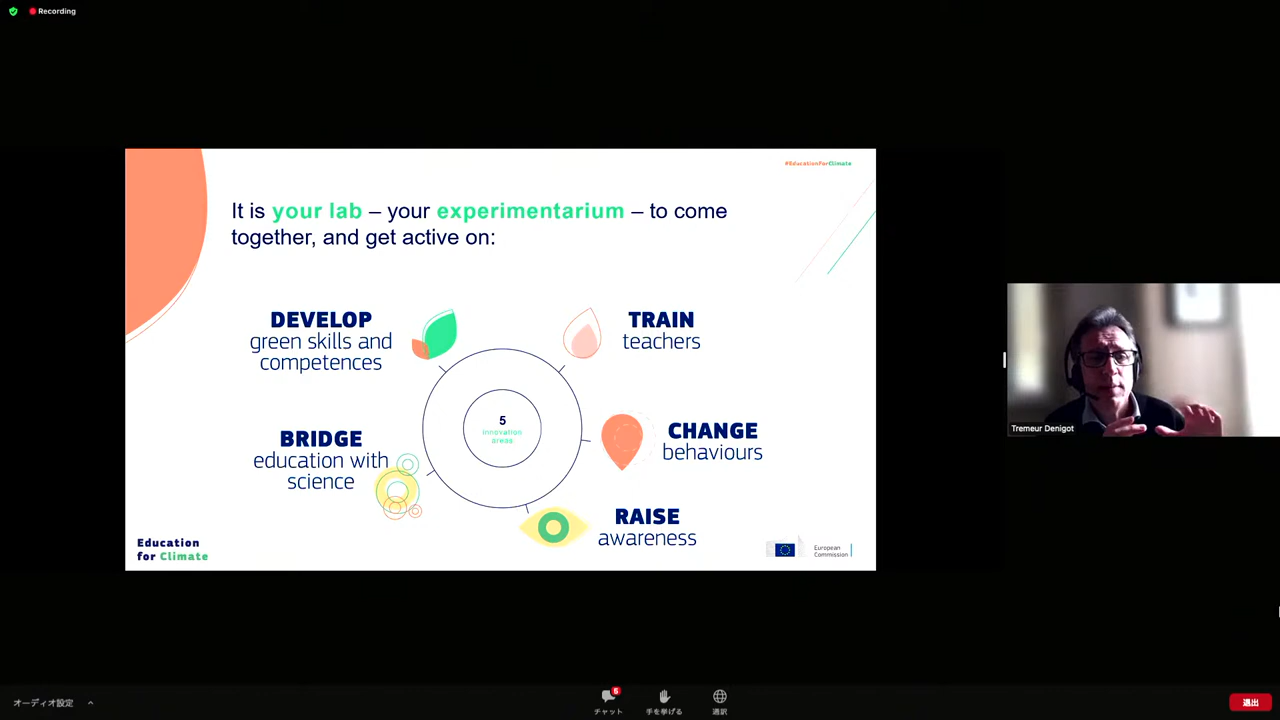 Recording
#EducationForClimate
It is your lab – your experimentarium – to come
together, and get active on:
DEVELOP
green skills and
competences
TRAIN
teachers
5
innovation
areas
BRIDGE
education with
science
CHANGE
behaviours
RAISE
awareness
Education
for Climate
European
Commission
Tremeur Denigot
オーディオ設定
5
チャット
手を挙げる
通訳
退出